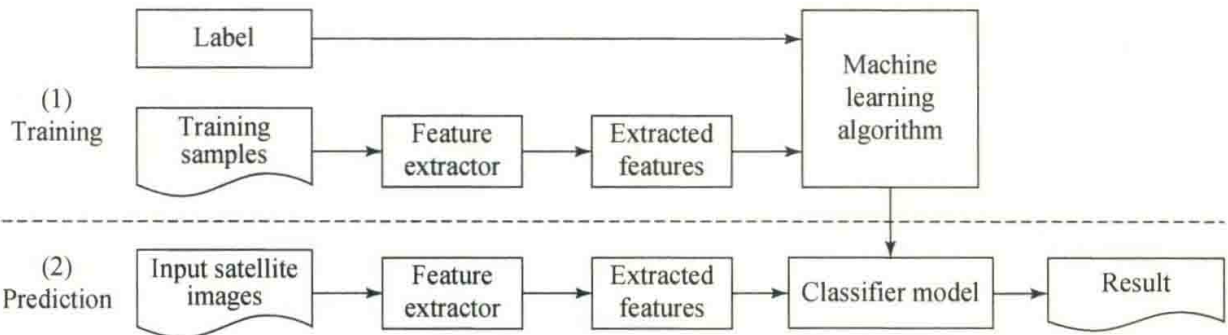 Label
(1)
Training
Training
samples
Feature
extractor
Extracted
features
Machine
learning
algorithm
(2)
Prediction
Input satellite
images
Feature
extractor
Extracted
features
Classifier model
Result